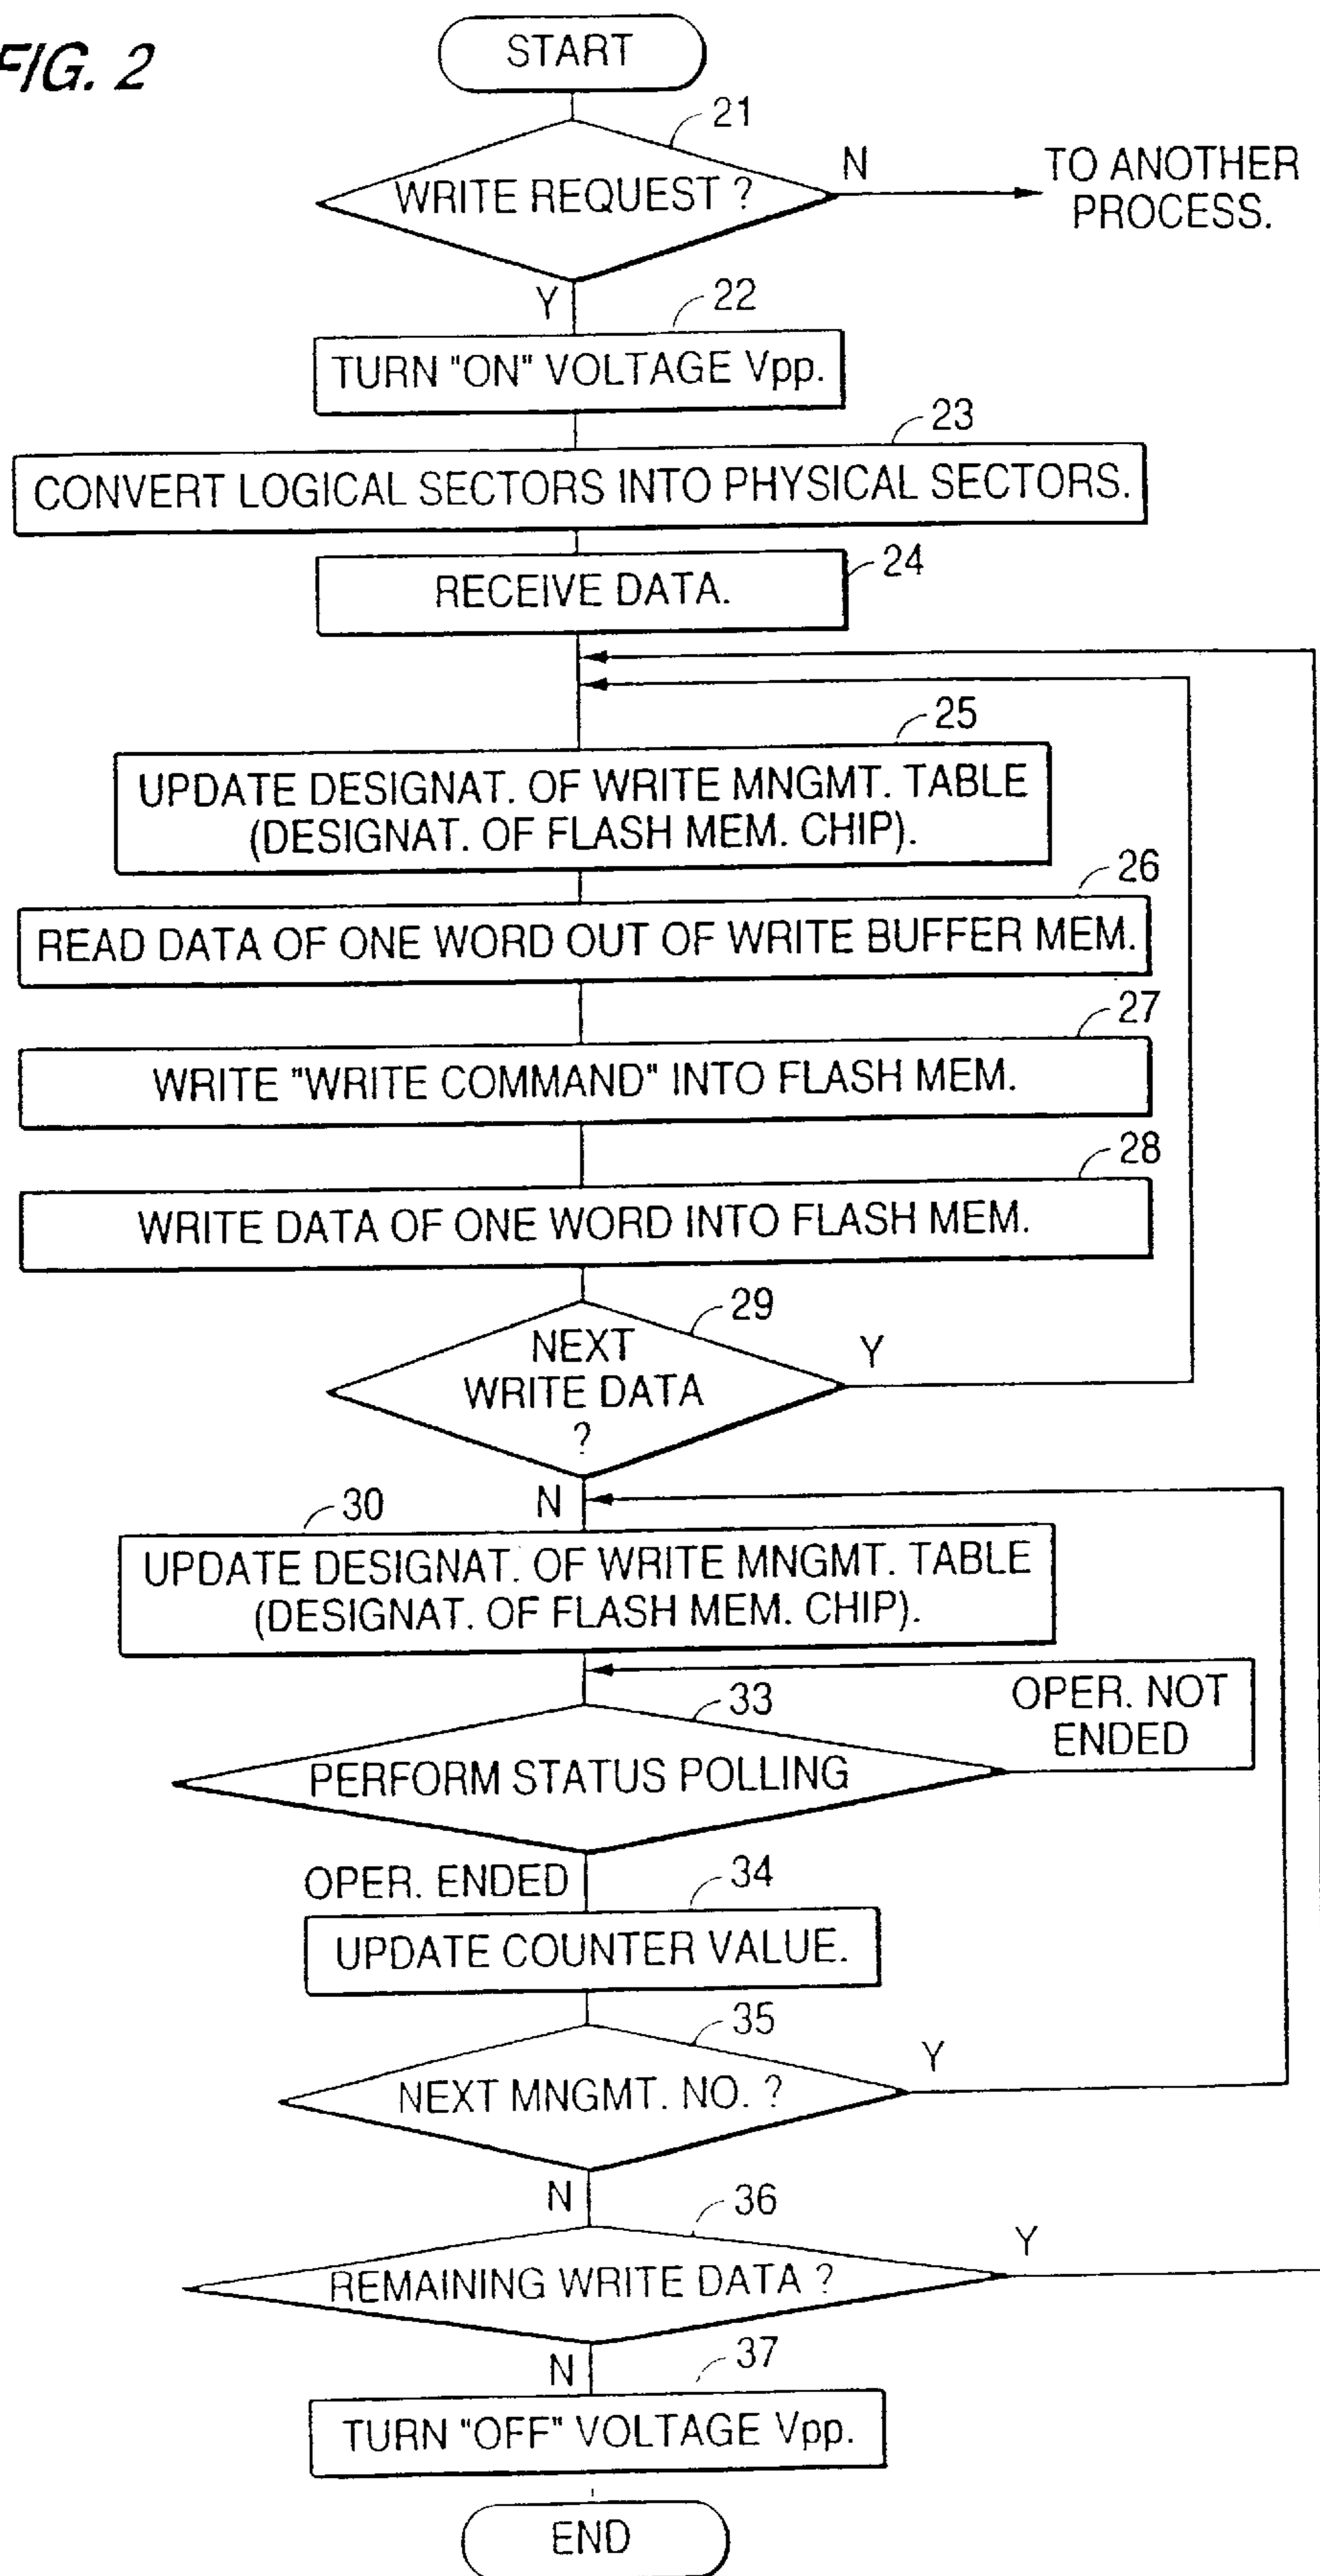 FIG. 2
START
21
WRITE REQUEST ?
N
TO ANOTHER
PROCESS.
Y
22
TURN "ON" VOLTAGE Vpp.
23
CONVERT LOGICAL SECTORS INTO PHYSICAL SECTORS.
24
RECEIVE DATA.
25
UPDATE DESIGNAT. OF WRITE MNGMT. TABLE
(DESIGNAT. OF FLASH MEM. CHIP).
26
READ DATA OF ONE WORD OUT OF WRITE BUFFER MEM.
27
WRITE "WRITE COMMAND" INTO FLASH MEM.
28
WRITE DATA OF ONE WORD INTO FLASH MEM.
29
NEXT
WRITE DATA
?
Y
N
30
UPDATE DESIGNAT. OF WRITE MNGMT. TABLE
(DESIGNAT. OF FLASH MEM. CHIP).
33
OPER. NOT
ENDED
PERFORM STATUS POLLING
OPER. ENDED
34
UPDATE COUNTER VALUE.
35
NEXT MNGMT. NO. ?
Y
N
36
REMAINING WRITE DATA ?
Y
N
37
TURN "OFF" VOLTAGE Vpp.
END